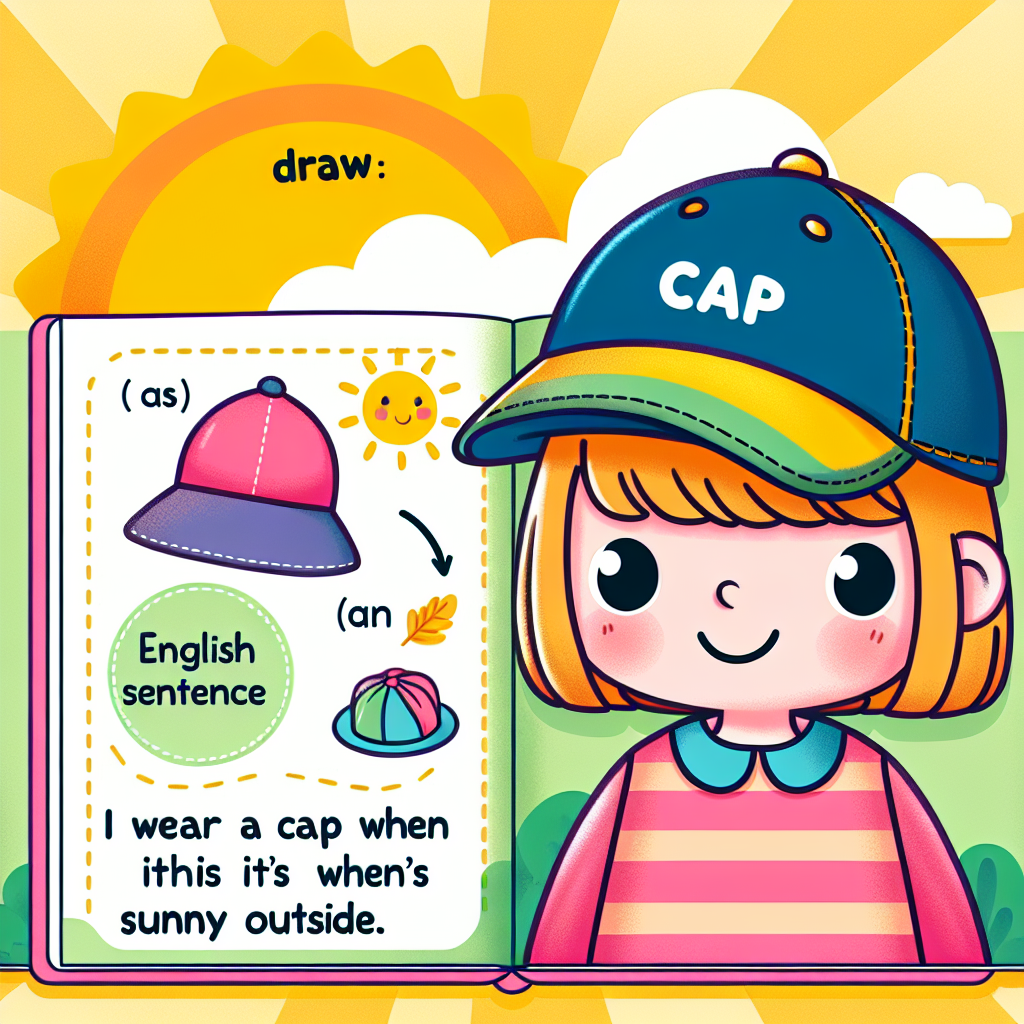 draw:
CAP
( as)
(an
English
sentence
I wear a cap when
ithis it's when's
sunny outside.